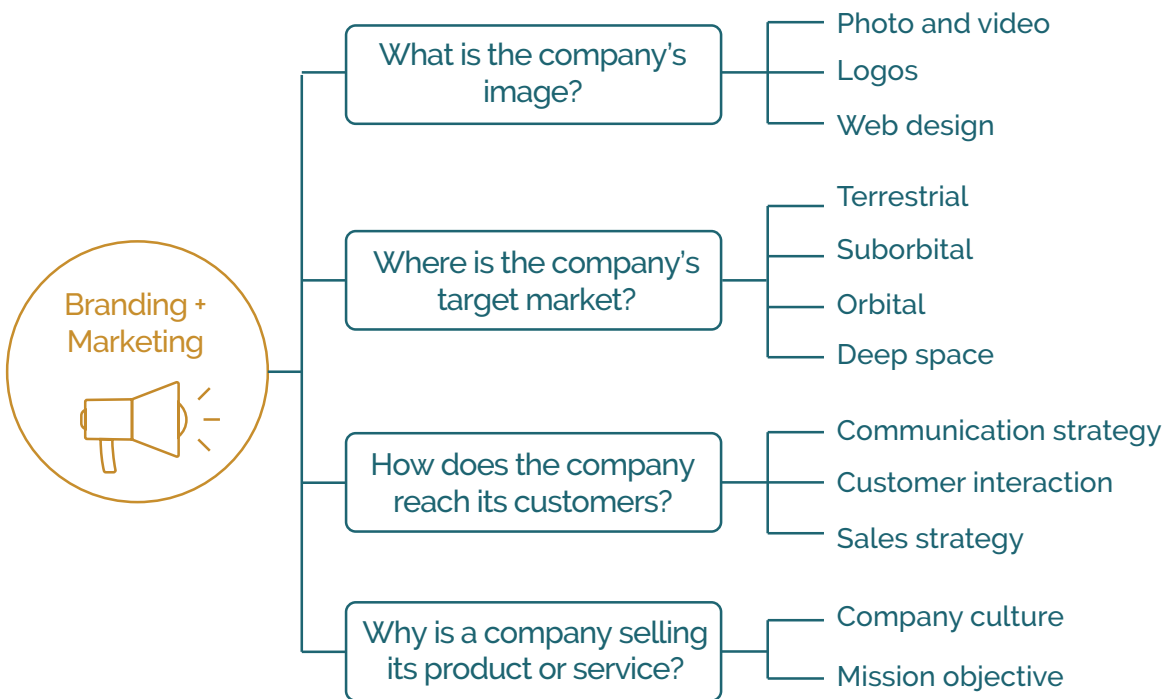 Branding +
Marketing
What is the company's
image?
Photo and video
Logos
Web design
Where is the company's
target market?
Terrestrial
Suborbital
Orbital
Deep space
How does the company
reach its customers?
Communication strategy
Customer interaction
Sales strategy
Why is a company selling
its product or service?
Company culture
Mission objective